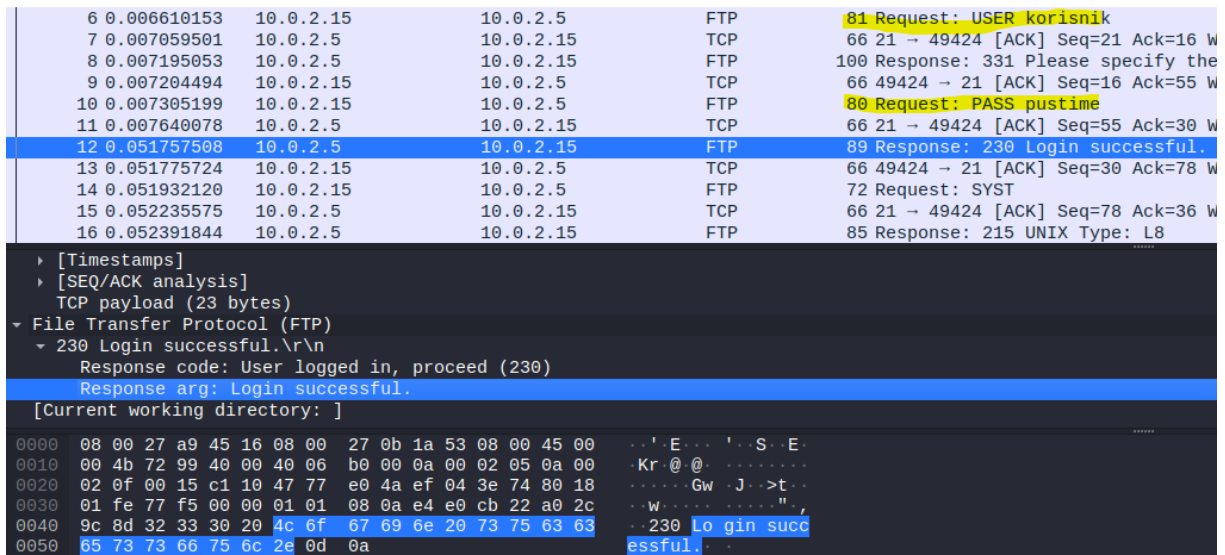 6 0.006610153 10.0.2.15 10.0.2.5 FTP 81 Request: USER korisnik
7 0.007059501 10.0.2.5 10.0.2.15 TCP 66 21 → 49424 [ACK] Seq=21 Ack=16 W
8 0.007195053 10.0.2.5 10.0.2.15 FTP 100 Response: 331 Please specify the
9 0.007204494 10.0.2.15 10.0.2.5 TCP 66 49424 → 21 [ACK] Seq=16 Ack=55 W
10 0.007305199 10.0.2.15 10.0.2.5 FTP 80 Request: PASS pustime
11 0.007640078 10.0.2.5 10.0.2.15 TCP 66 21 → 49424 [ACK] Seq=55 Ack=30 W
12 0.051757508 10.0.2.5 10.0.2.15 FTP 89 Response: 230 Login successful.
13 0.051775724 10.0.2.15 10.0.2.5 TCP 66 49424 → 21 [ACK] Seq=30 Ack=78 W
14 0.051932120 10.0.2.15 10.0.2.5 FTP 72 Request: SYST
15 0.052235575 10.0.2.5 10.0.2.15 TCP 66 21 → 49424 [ACK] Seq=78 Ack=36 W
16 0.052391844 10.0.2.5 10.0.2.15 FTP 85 Response: 215 UNIX Type: L8
[Timestamps]
[SEQ/ACK analysis]
TCP payload (23 bytes)
File Transfer Protocol (FTP)
230 Login successful.\r\n
Response code: User logged in, proceed (230)
Response arg: Login successful.
[Current working directory: ]
0000 08 00 27 a9 45 16 08 00 27 0b 1a 53 08 00 45 00 ··'·E··· '··S··E·
0010 00 4b 72 99 40 00 40 06 b0 00 0a 00 02 05 0a 00 ·Kr·@·@· ········
0020 02 0f 00 15 c1 10 47 77 e0 4a ef 04 3e 74 80 18 ······Gw ·J··>t··
0030 01 fe 77 f5 00 00 01 01 08 0a e4 e0 cb 22 a0 2c ··w····· ·····"·,
0040 9c 8d 32 33 30 20 4c 6f 67 69 6e 20 73 75 63 63 ··230 Lo gin succ
0050 65 73 73 66 75 6c 2e 0d 0a essful.· ·